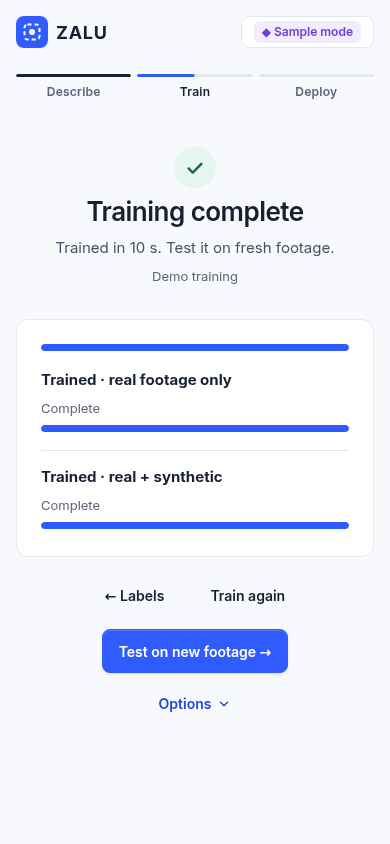 ZALU
◆ Sample mode
Describe
Train
Deploy
Training complete
Trained in 10 s. Test it on fresh footage.
Demo training
Trained · real footage only
Complete
Trained · real + synthetic
Complete
← Labels
Train again
Test on new footage →
Options